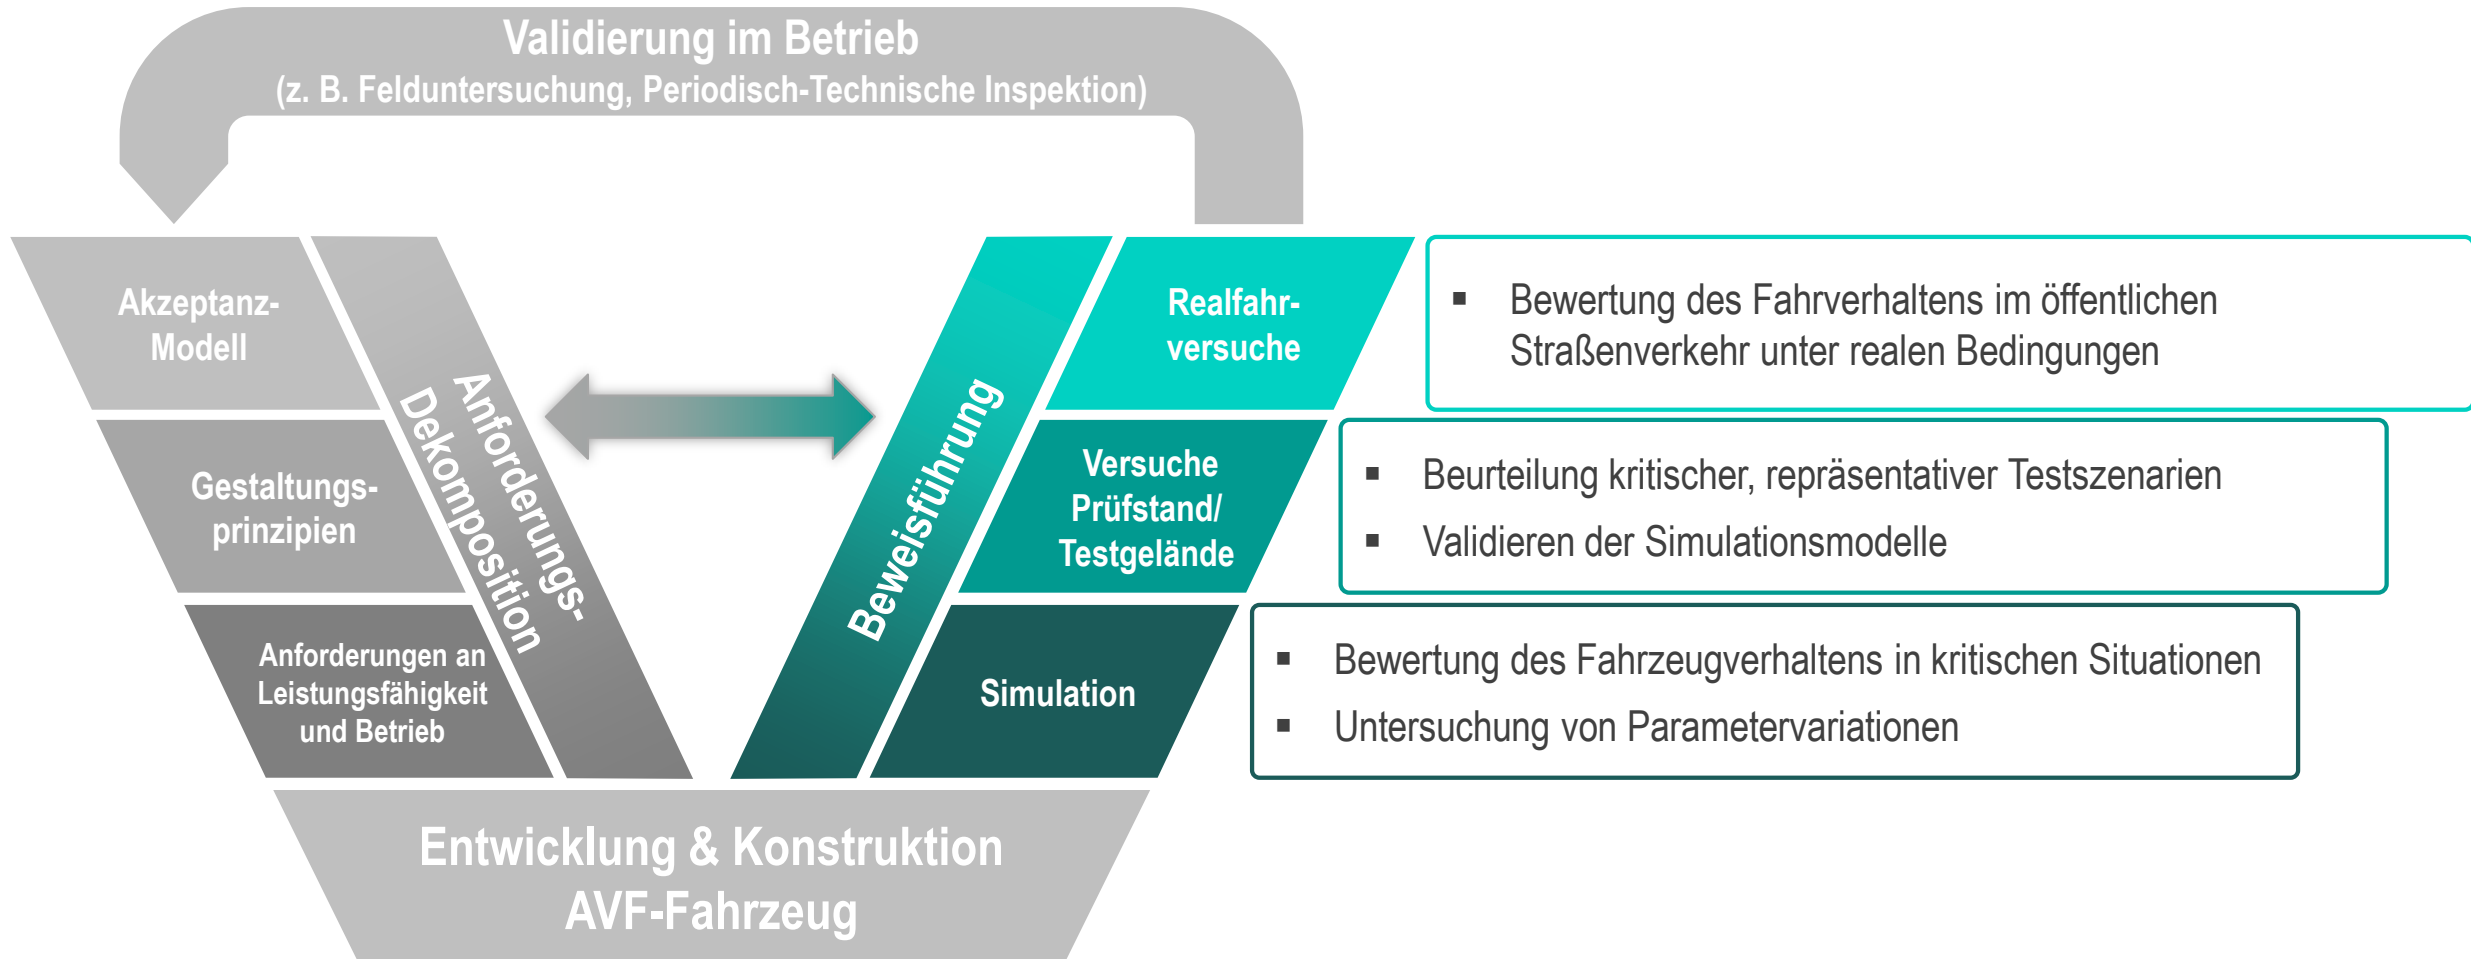 Validierung im Betrieb
(z. B. Felduntersuchung, Periodisch-Technische Inspektion)
Akzeptanz-
Modell
Gestaltungs-
prinzipien
Anforderungen an
Leistungsfähigkeit
und Betrieb
Anforderungs-
Dekomposition
Beweisführung
Realfahr-
versuche
▪ Bewertung des Fahrverhaltens im öffentlichen
Straßenverkehr unter realen Bedingungen
Versuche
Prüfstand/
Testgelände
▪ Beurteilung kritischer, repräsentativer Testszenarien
▪ Validieren der Simulationsmodelle
Simulation
▪ Bewertung des Fahrzeugverhaltens in kritischen Situationen
▪ Untersuchung von Parametervariationen
Entwicklung & Konstruktion
AVF-Fahrzeug